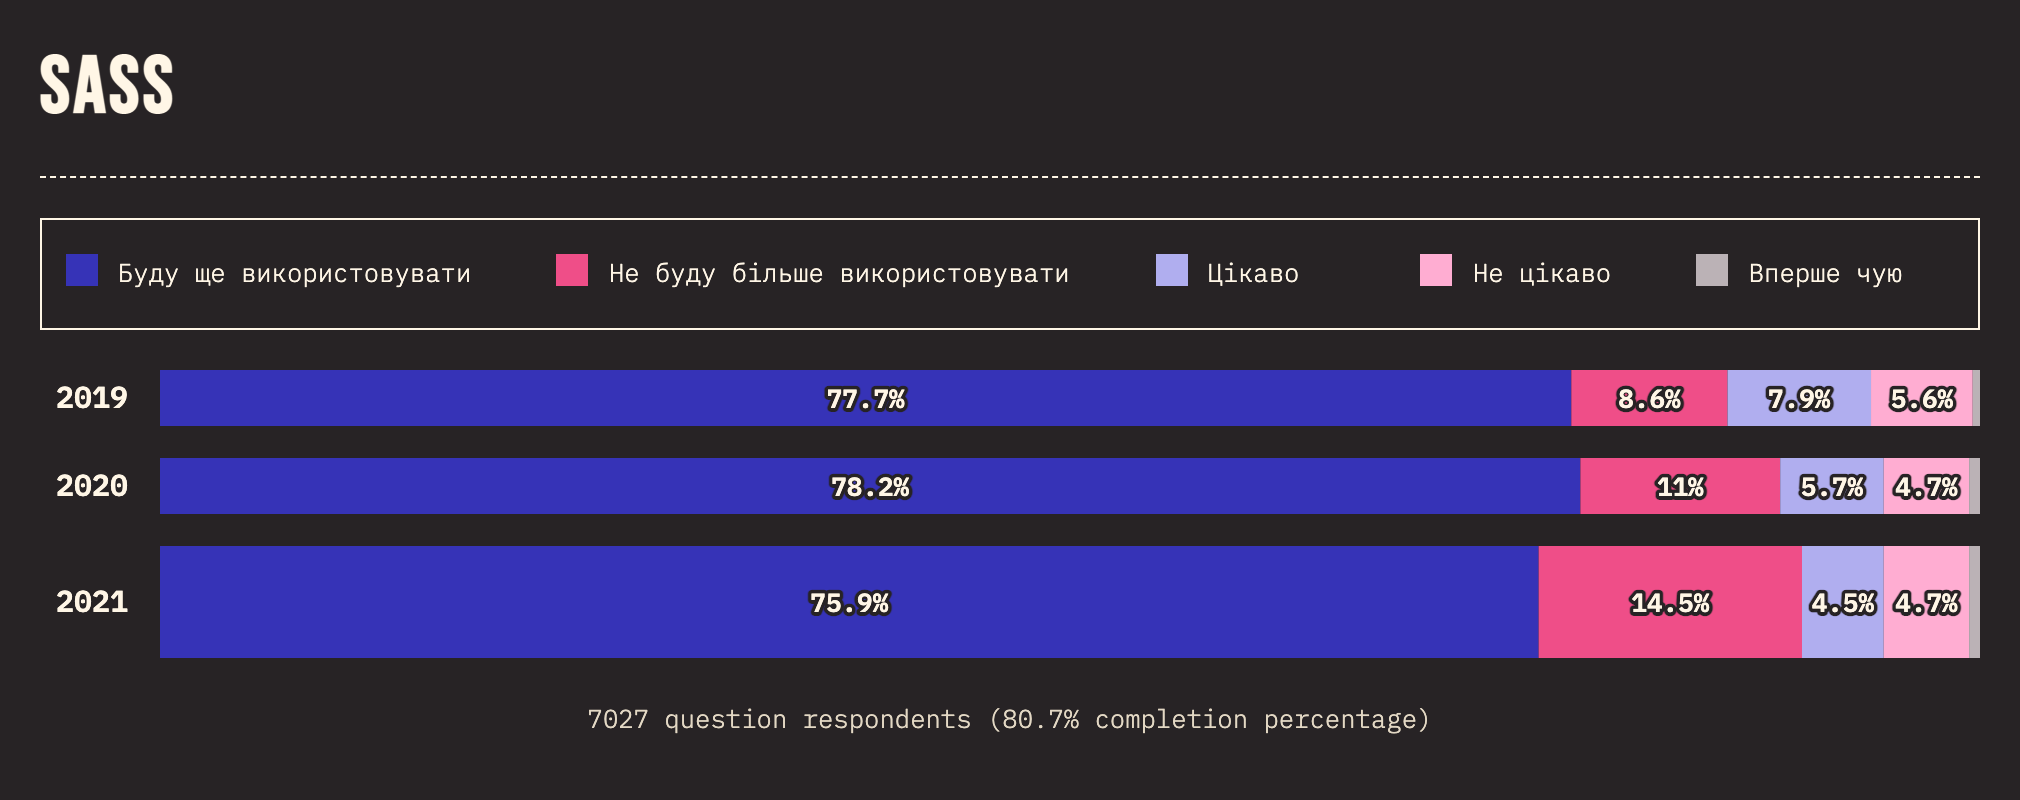 SASS
Буду ще використовувати Не буду більше використовувати Цікаво Не цікаво Вперше чую
2019 77.7% 8.6% 7.9% 5.6%
2020 78.2% 11% 5.7% 4.7%
2021 75.9% 14.5% 4.5% 4.7%
7027 question respondents (80.7% completion percentage)